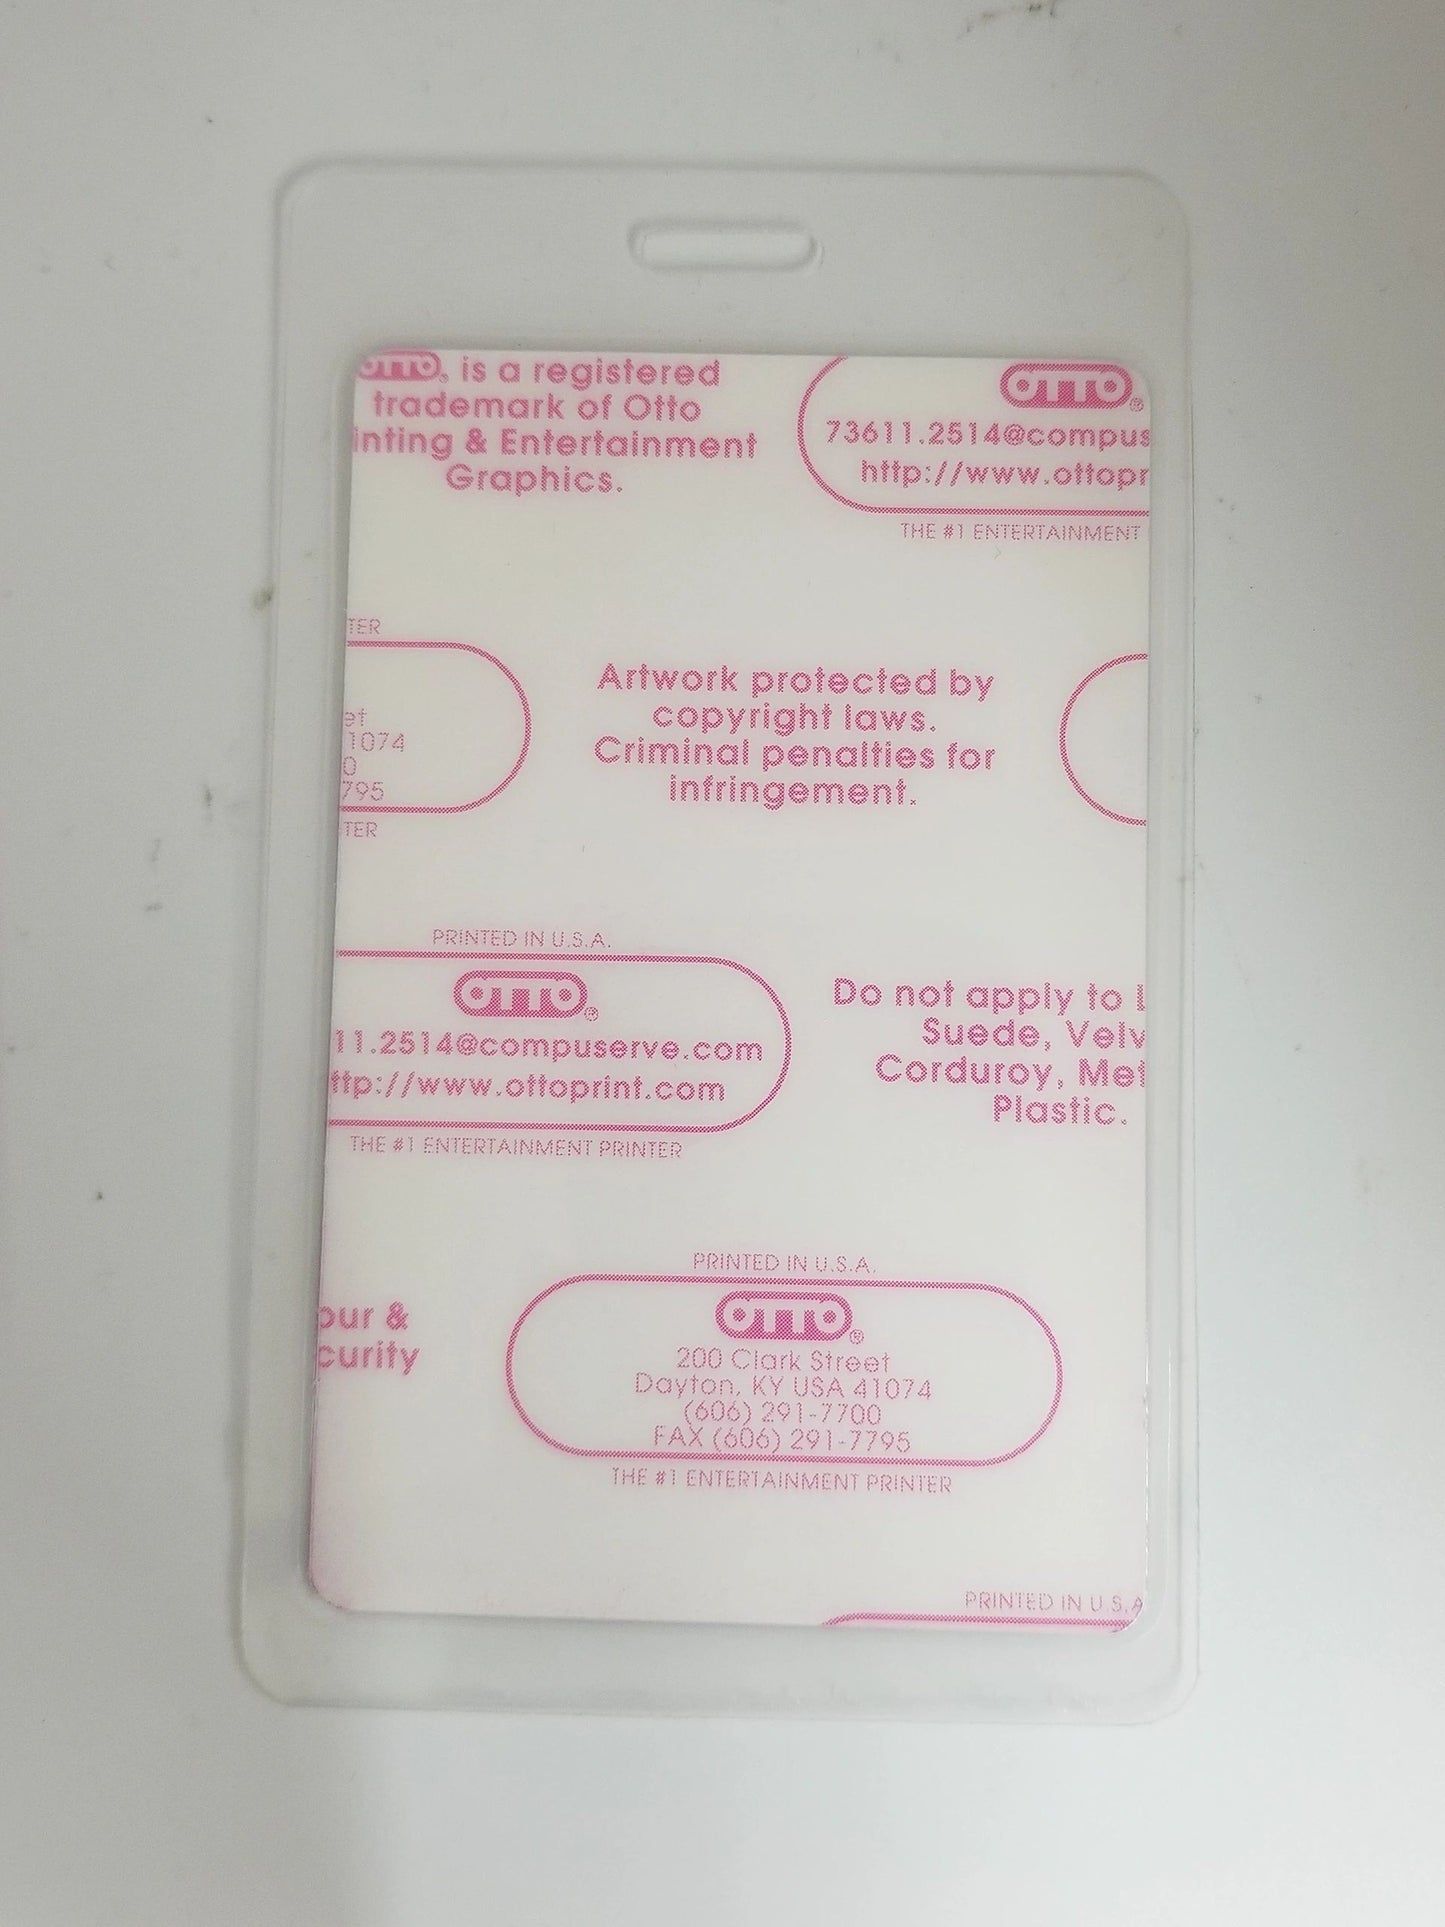 OTTO® is a registered
trademark of Otto
inting & Entertainment
Graphics.
OTTO®
73611.2514@compus
http://www.ottopr
THE #1 ENTERTAINMENT
TER
et
1074
0
795
TER
Artwork protected by
copyright laws.
Criminal penalties for
infringement.
PRINTED IN U.S.A.
OTTO®
11.2514@compuserve.com
ttp://www.ottoprint.com
THE #1 ENTERTAINMENT PRINTER
Do not apply to L
Suede, Velv
Corduroy, Met
Plastic.
our &
curity
PRINTED IN U.S.A.
OTTO®
200 Clark Street
Dayton, KY USA 41074
(606) 291-7700
FAX (606) 291-7795
THE #1 ENTERTAINMENT PRINTER
PRINTED IN U.S.A